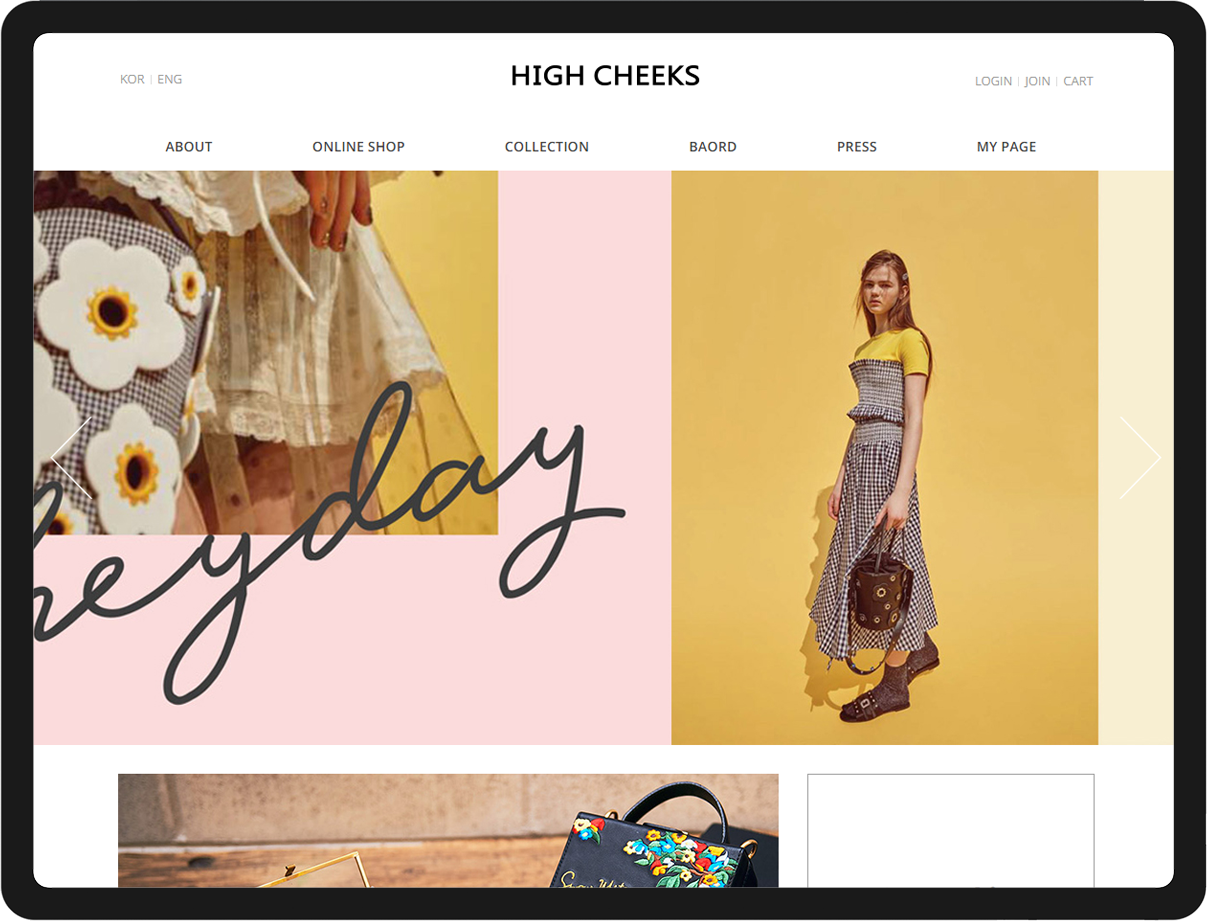 KOR | ENG
HIGH CHEEKS
LOGIN | JOIN | CART
ABOUT ONLINE SHOP COLLECTION BAORD PRESS MY PAGE
heyday